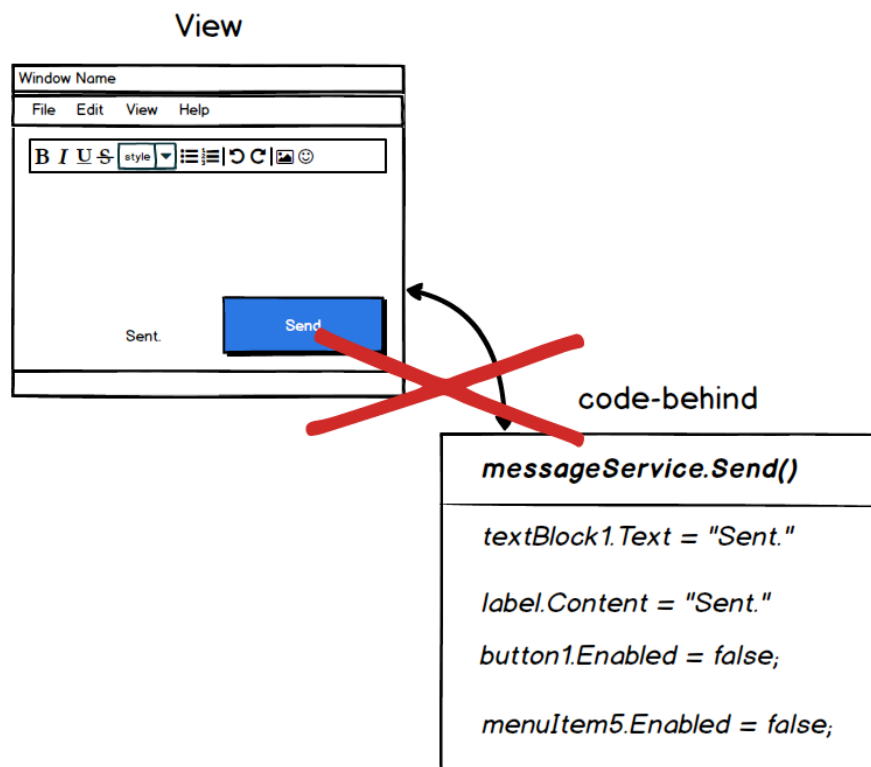 View
Window Name
File Edit View Help
B I U S style
Sent.
Send
code-behind
messageService.Send()
textBlock1.Text = "Sent."
label.Content = "Sent."
button1.Enabled = false;
menuItem5.Enabled = false;